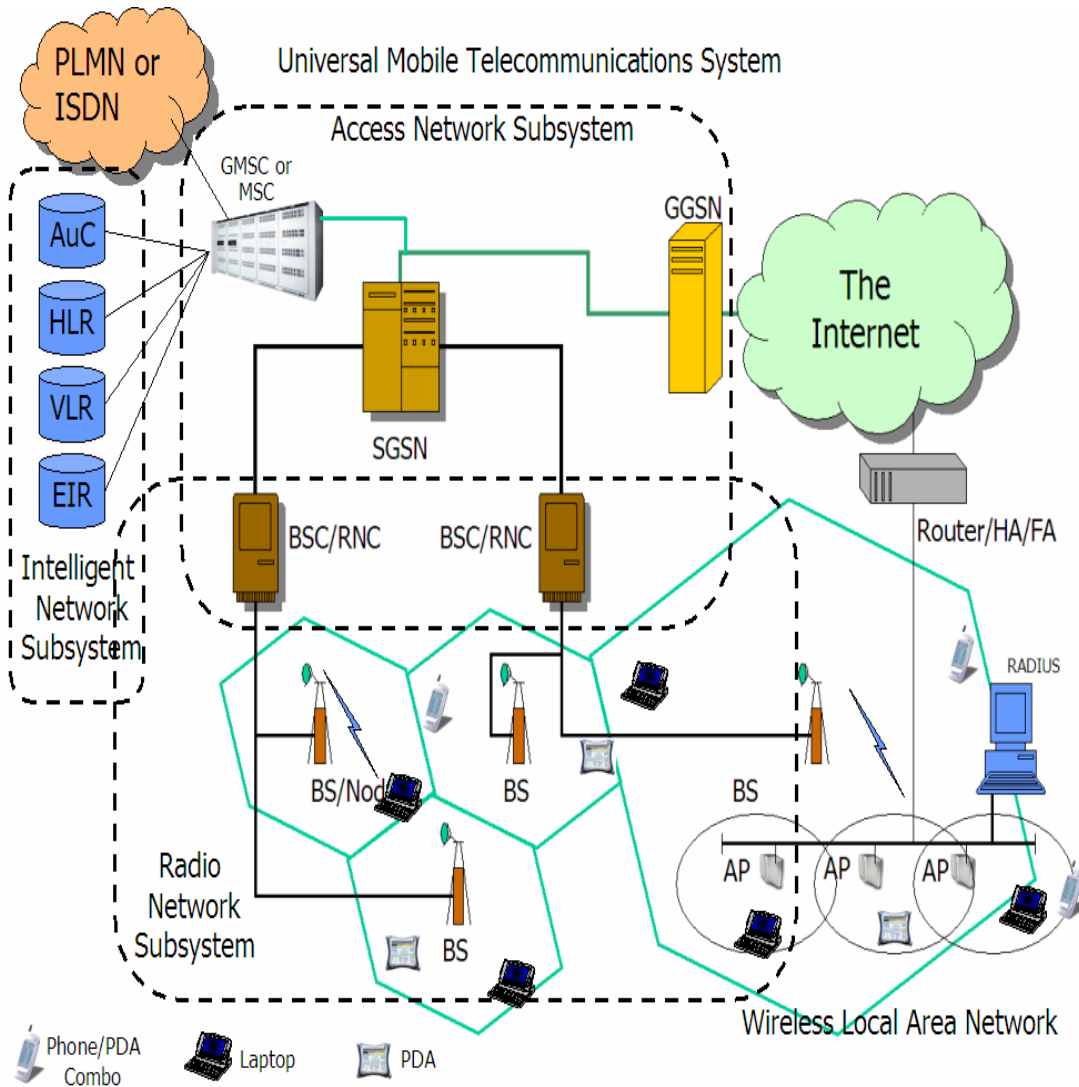 PLMN or
ISDN
Universal Mobile Telecommunications System
Access Network Subsystem
GMSC or
MSC
GGSN
AuC
HLR
VLR
EIR
The
Internet
SGSN
BSC/RNC
BSC/RNC
Router/HA/FA
Intelligent
Network
Subsystem
RADIUS
BS/Nod
BS
BS
AP
AP
AP
Radio
Network
Subsystem
BS
Wireless Local Area Network
Phone/PDA
Combo
Laptop
PDA